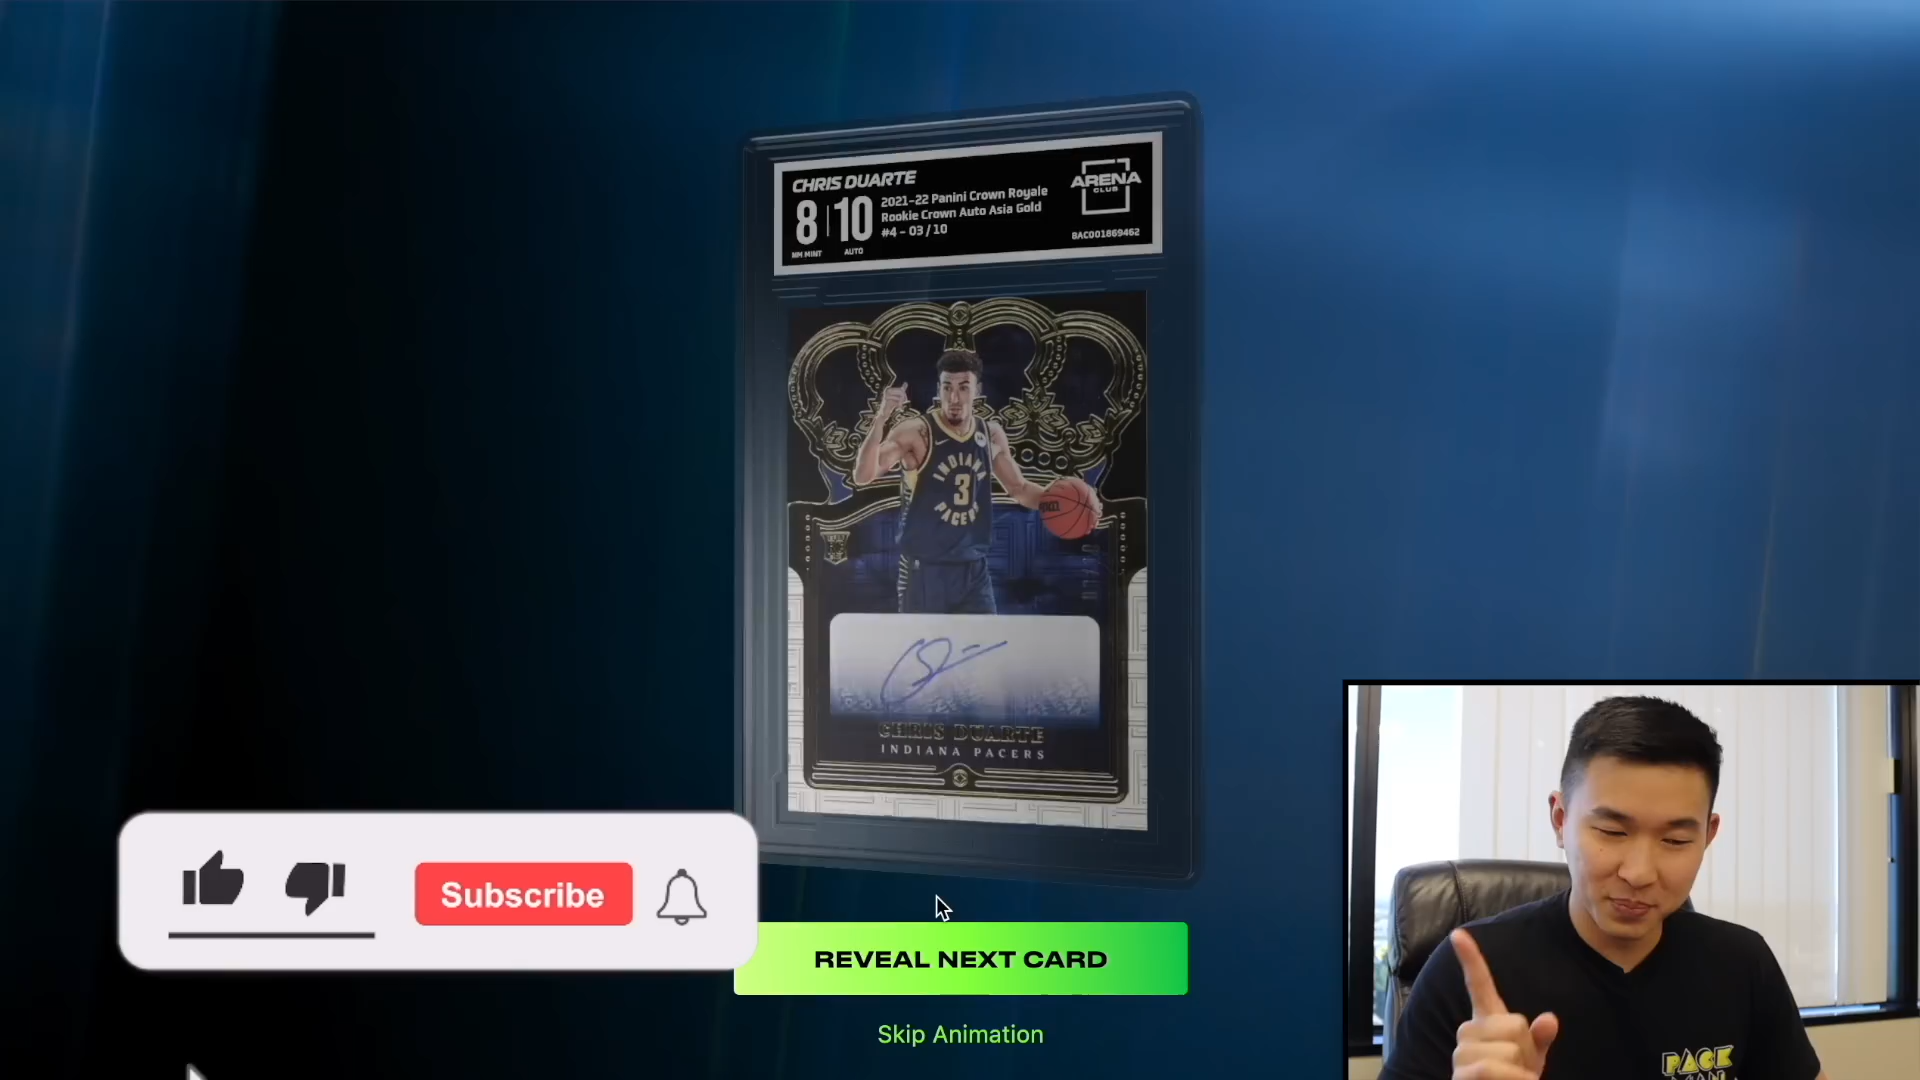 CHRIS DUARTE
8 10
NM MINT AUTO
2021-22 Panini Crown Royale
Rookie Crown Auto Asia Gold
#4 - 03 / 10
ARENA
CLUB
BAC001869462
INDIANA
3
PACERS
CHRIS DUARTE
INDIANA PACERS
Subscribe
REVEAL NEXT CARD
Skip Animation
PACK
MAN